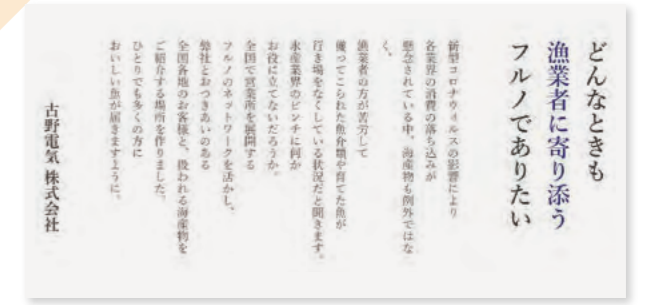 どんなときも
漁業者に寄り添う
フルノでありたい
新型コロナウィルスの影響により
各業界の消費の落ち込みが
懸念されている中、海産物も例外ではな
く、
漁業者の方が苦労して
獲ってこられた魚介類や育てた魚が
行き場をなくしている状況だと聞きます。
水産業界のピンチに何か
お役に立てないだろうか。
全国で営業所を展開する
フルノのネットワークを活かし、
弊社とおつきあいのある
全国各地のお客様と、扱われる海産物を
ご紹介する場所を作りました。
ひとりでも多くの方に
おいしい魚が届きますように。
古野電気 株式会社